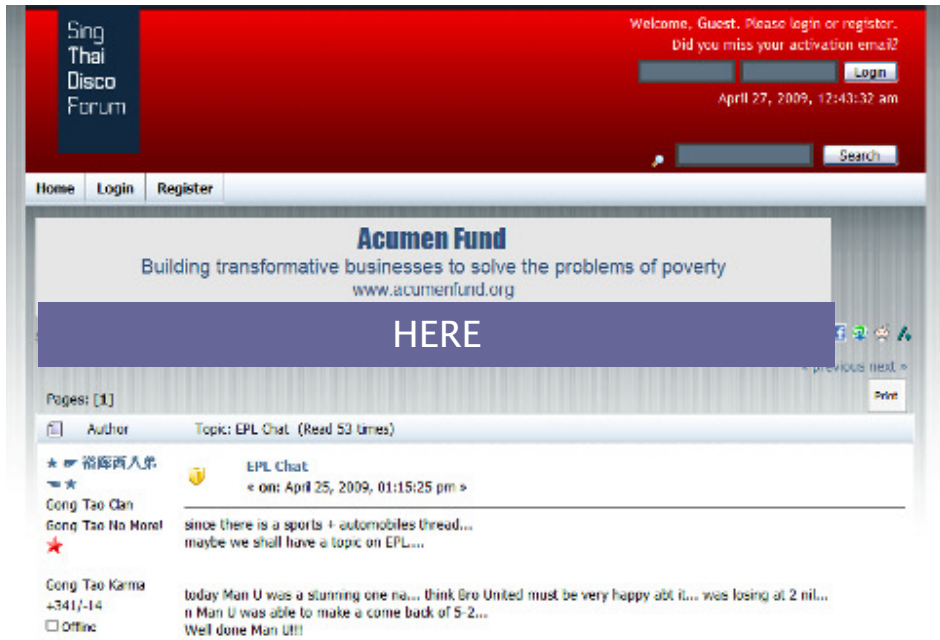 Sing
Thai
Disco
Forum
Welcome, Guest. Please login or register.
Did you miss your activation email?
Login
April 27, 2009, 12:43:32 am
Search
Home Login Register
Acumen Fund
Building transformative businesses to solve the problems of poverty
www.acumenfund.org
HERE
« previous next »
Pages: [1]
Print
Author Topic: EPL Chat (Read 53 times)
EPL Chat
« on: April 25, 2009, 01:15:25 pm »
Gong Tao Clan
Gong Tao No More!
since there is a sports + automobiles thread...
maybe we shall have a topic on EPL....
Gong Tao Karma
+341/-14
Offline
today Man U was a stunning one na... think Bro United must be very happy abt it... was losing at 2 nil...
n Man U was able to make a come back of 5-2...
Well done Man U!!!